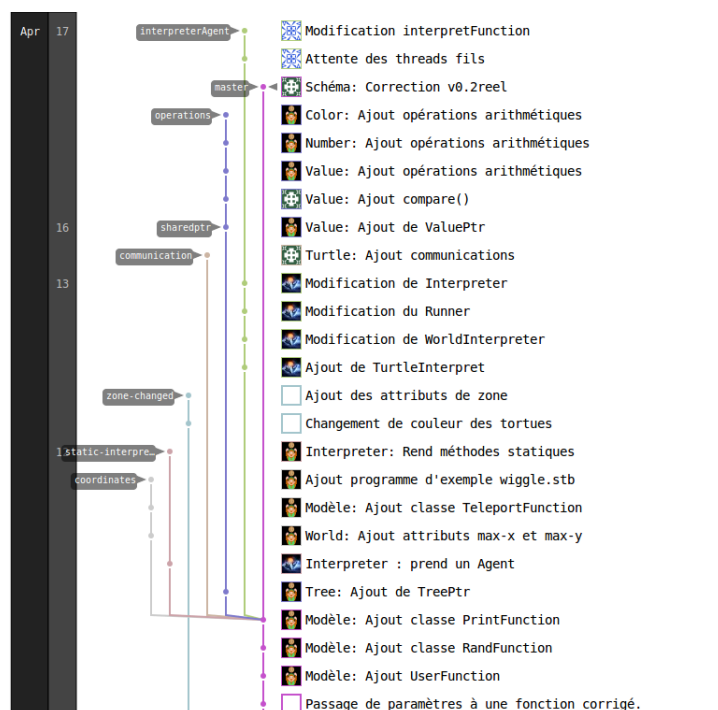 Apr 17 interpreterAgent Modification interpretFunction
Attente des threads fils
master Schéma: Correction v0.2reel
operations Color: Ajout opérations arithmétiques
Number: Ajout opérations arithmétiques
Value: Ajout opérations arithmétiques
Value: Ajout compare()
16 sharedptr Value: Ajout de ValuePtr
communication Turtle: Ajout communications
13 Modification de Interpreter
Modification du Runner
Modification de WorldInterpreter
Ajout de TurtleInterpret
zone-changed Ajout des attributs de zone
Changement de couleur des tortues
static-interpre… Interpreter: Rend méthodes statiques
coordinates Ajout programme d'exemple wiggle.stb
Modèle: Ajout classe TeleportFunction
World: Ajout attributs max-x et max-y
Interpreter : prend un Agent
Tree: Ajout de TreePtr
Modèle: Ajout classe PrintFunction
Modèle: Ajout classe RandFunction
Modèle: Ajout UserFunction
Passage de paramètres à une fonction corrigé.